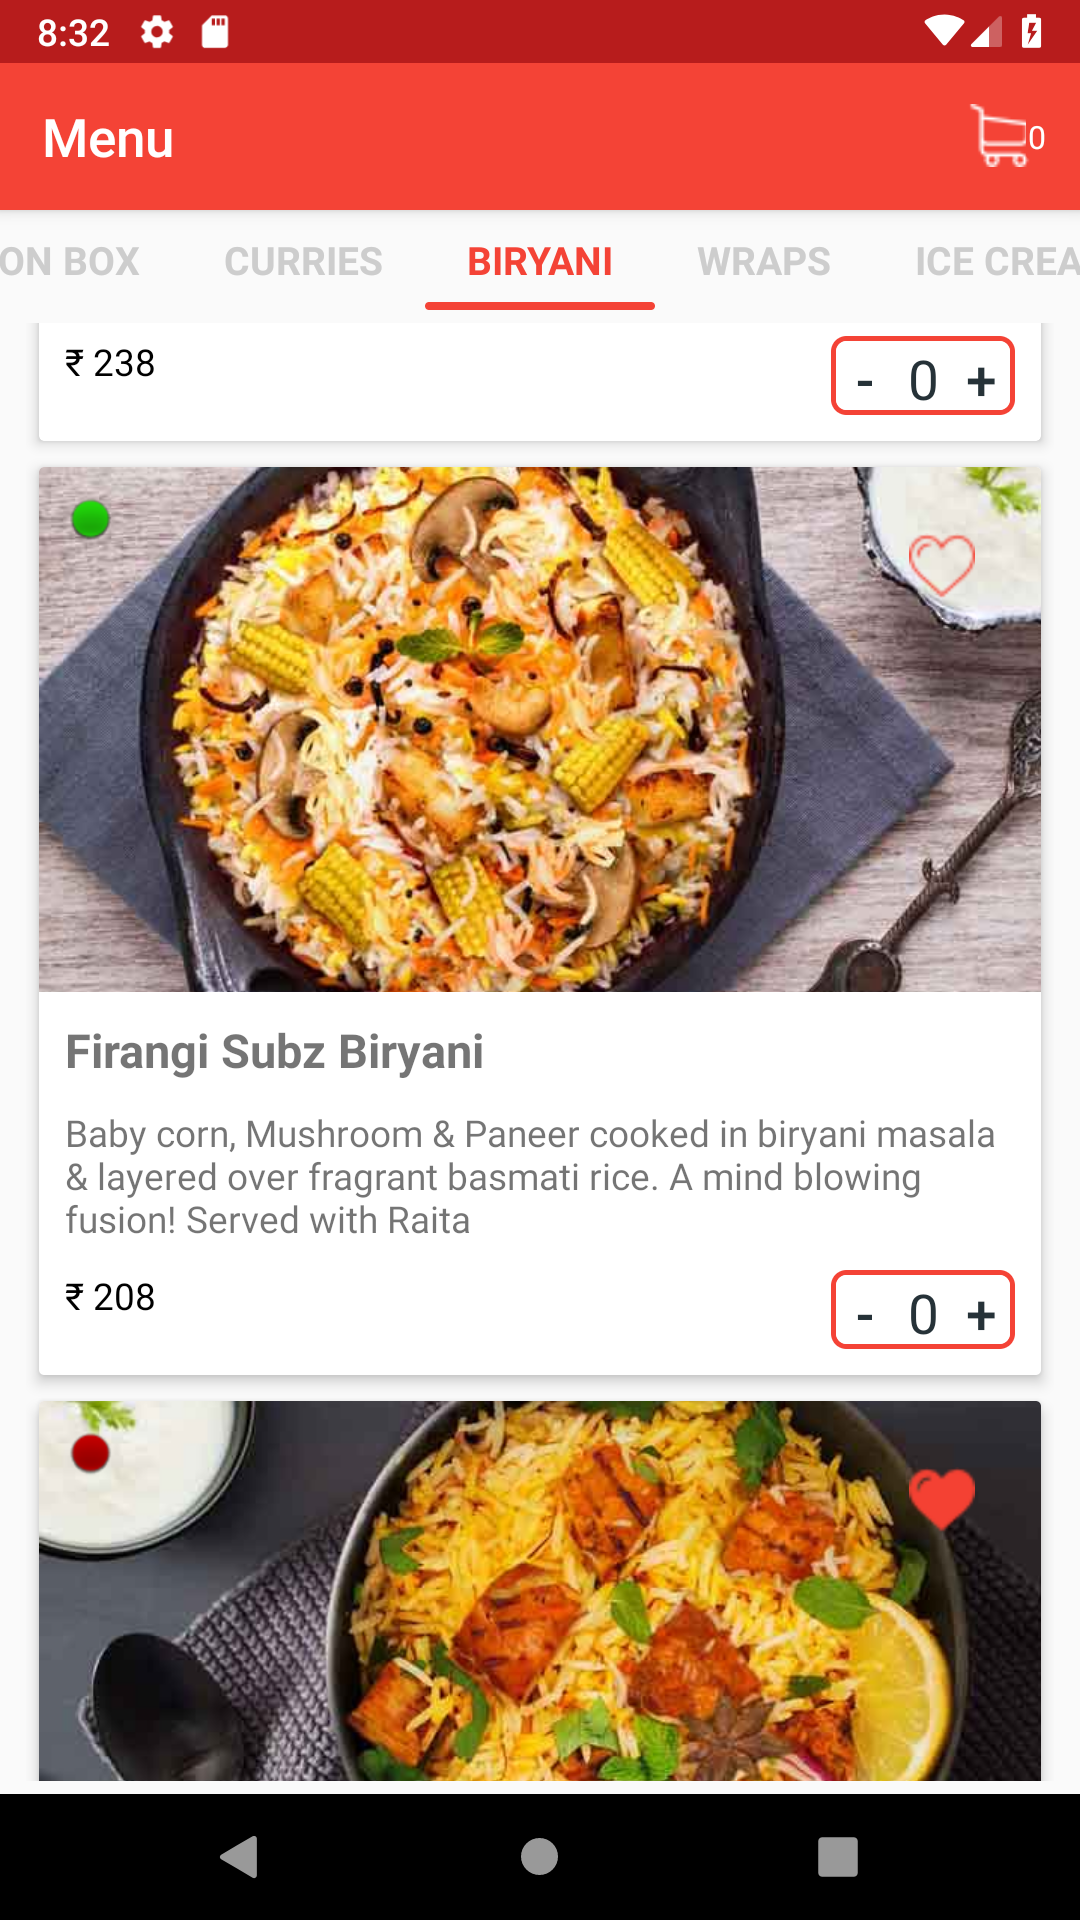 8:32
Menu
0
ON BOX
CURRIES
BIRYANI
WRAPS
ICE CREA
₹ 238
- 0 +
Firangi Subz Biryani
Baby corn, Mushroom & Paneer cooked in biryani masala
& layered over fragrant basmati rice. A mind blowing
fusion! Served with Raita
₹ 208
- 0 +